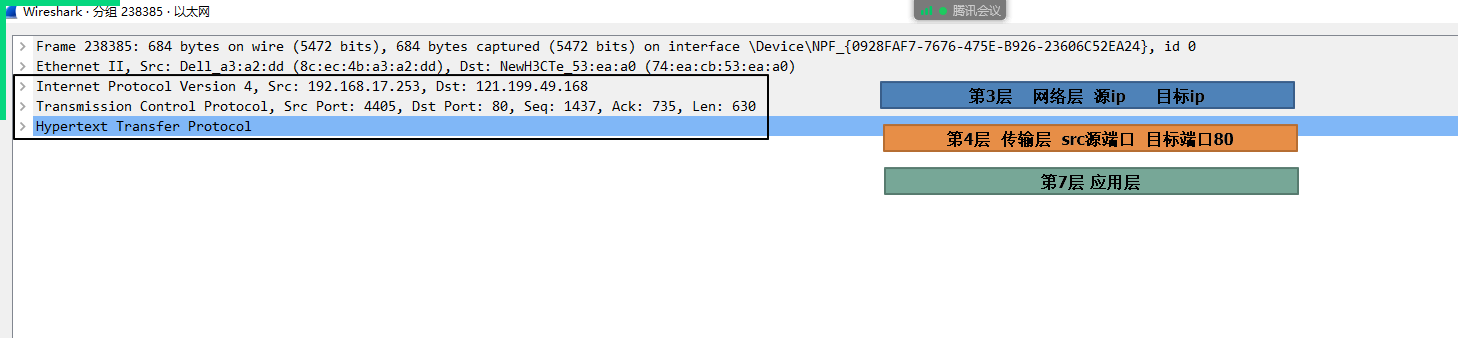 Wireshark · 分组 238385 · 以太网
腾讯会议
Frame 238385: 684 bytes on wire (5472 bits), 684 bytes captured (5472 bits) on interface \Device\NPF_{0928FAF7-7676-475E-B926-23606C52EA24}, id 0
Ethernet II, Src: Dell_a3:a2:dd (8c:ec:4b:a3:a2:dd), Dst: NewH3CTe_53:ea:a0 (74:ea:cb:53:ea:a0)
Internet Protocol Version 4, Src: 192.168.17.253, Dst: 121.199.49.168
Transmission Control Protocol, Src Port: 4405, Dst Port: 80, Seq: 1437, Ack: 735, Len: 630
Hypertext Transfer Protocol
第3层 网络层 源ip 目标ip
第4层 传输层 src源端口 目标端口80
第7层 应用层